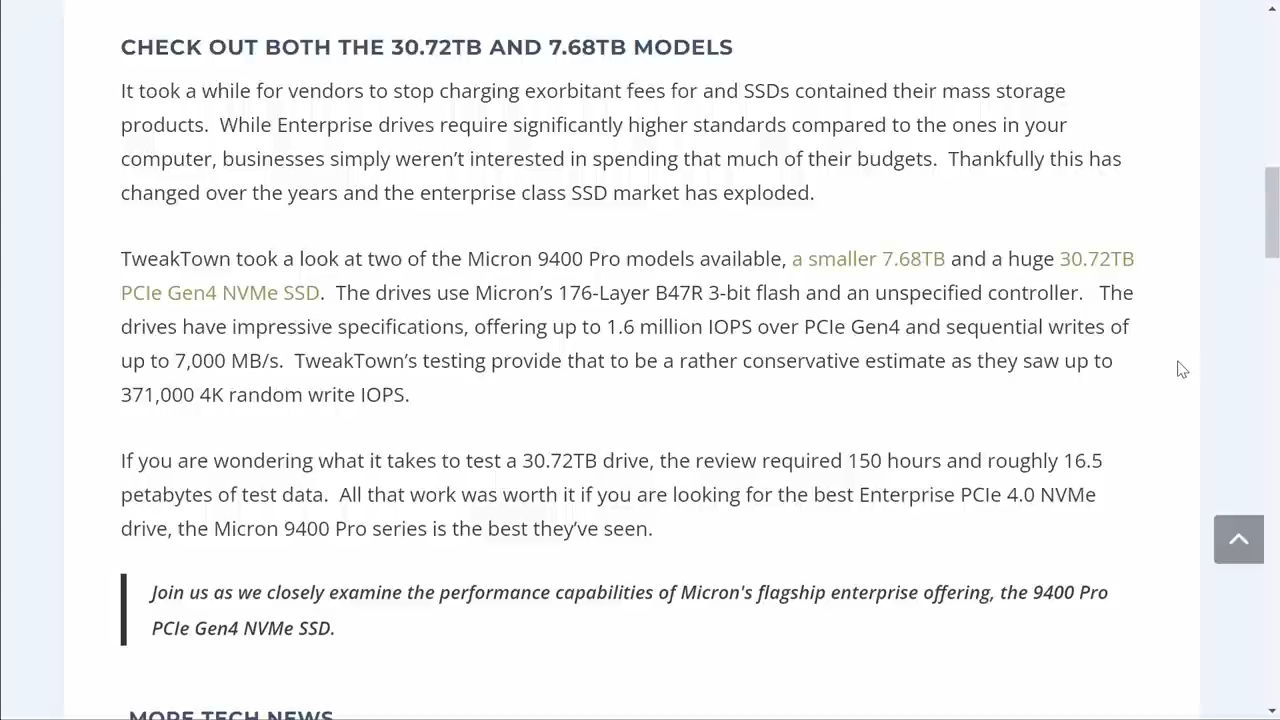 CHECK OUT BOTH THE 30.72TB AND 7.68TB MODELS
It took a while for vendors to stop charging exorbitant fees for and SSDs contained their mass storage
products.  While Enterprise drives require significantly higher standards compared to the ones in your
computer, businesses simply weren’t interested in spending that much of their budgets.  Thankfully this has
changed over the years and the enterprise class SSD market has exploded.
TweakTown took a look at two of the Micron 9400 Pro models available, a smaller 7.68TB and a huge 30.72TB
PCIe Gen4 NVMe SSD.  The drives use Micron’s 176-Layer B47R 3-bit flash and an unspecified controller.   The
drives have impressive specifications, offering up to 1.6 million IOPS over PCIe Gen4 and sequential writes of
up to 7,000 MB/s.  TweakTown’s testing provide that to be a rather conservative estimate as they saw up to
371,000 4K random write IOPS.
If you are wondering what it takes to test a 30.72TB drive, the review required 150 hours and roughly 16.5
petabytes of test data.  All that work was worth it if you are looking for the best Enterprise PCIe 4.0 NVMe
drive, the Micron 9400 Pro series is the best they’ve seen.
Join us as we closely examine the performance capabilities of Micron's flagship enterprise offering, the 9400 Pro
PCIe Gen4 NVMe SSD.
MORE TECH NEWS